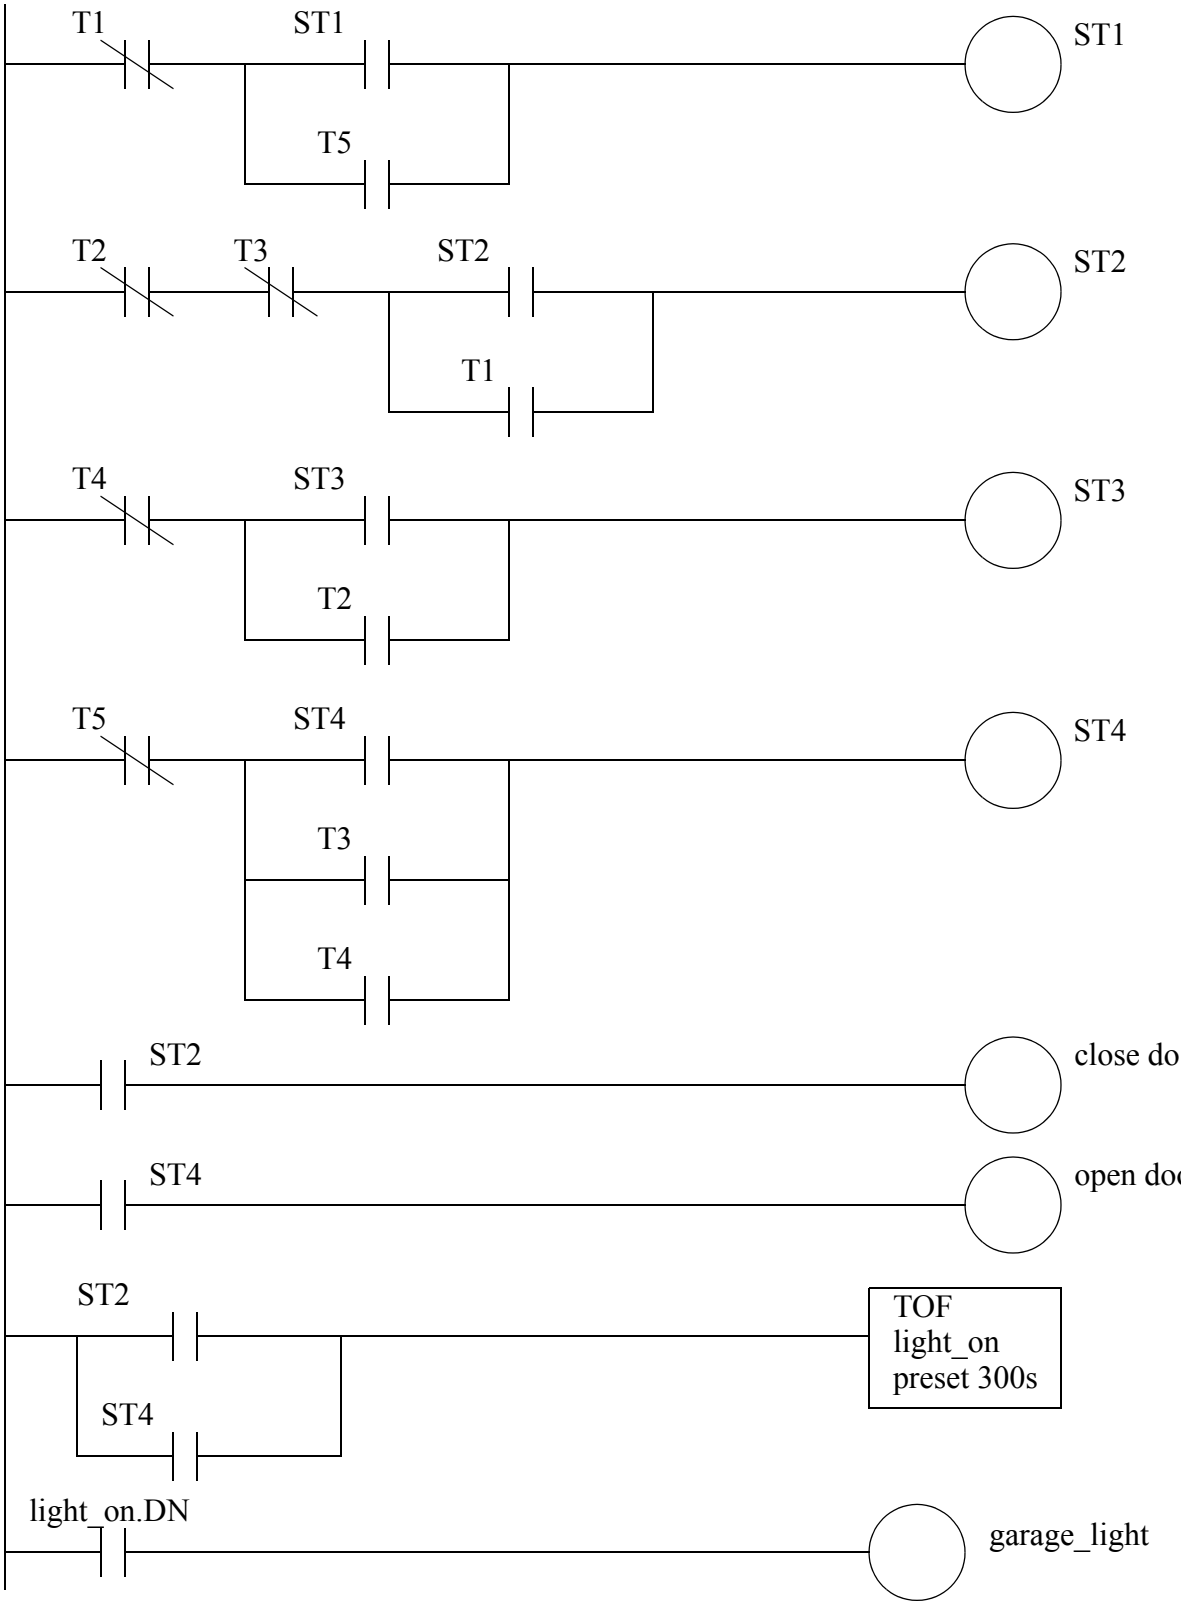 T1 ST1 ST1
T5
T2 T3 ST2 ST2
T1
T4 ST3 ST3
T2
T5 ST4 ST4
T3
T4
ST2 close do
ST4 open doo
ST2
TOF
light_on
preset 300s
ST4
light_on.DN
garage_light